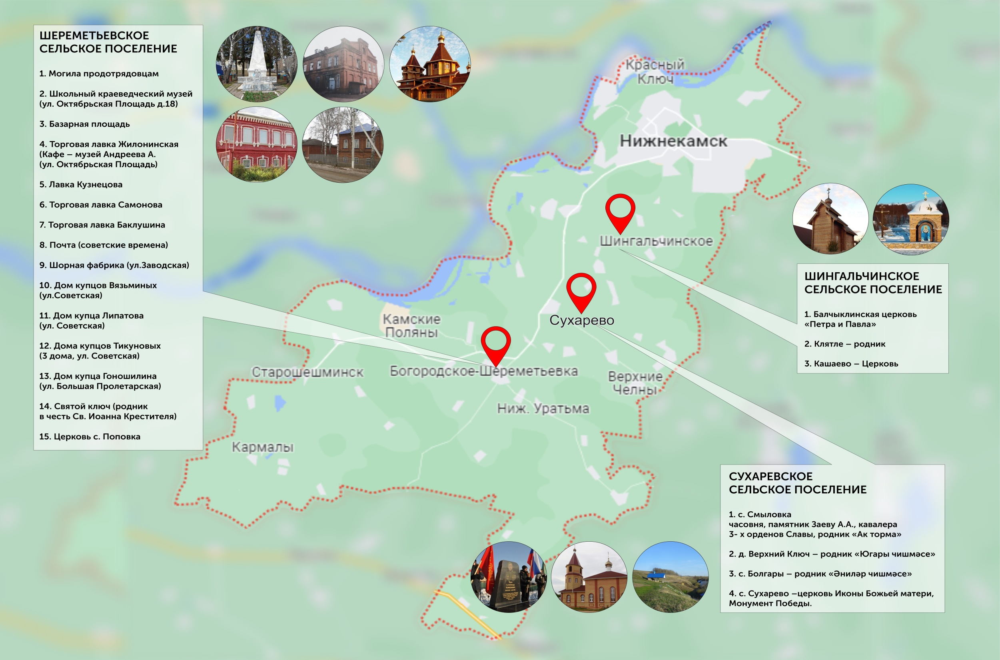 ШЕРЕМЕТЬЕВСКОЕ
СЕЛЬСКОЕ ПОСЕЛЕНИЕ
1. Могила продотрядовцам
2. Школьный краеведческий музей
(ул. Октябрьская Площадь д.18)
3. Базарная площадь
4. Торговая лавка Жилонинская
(Кафе – музей Андреева А.
(ул. Октябрьская Площадь)
5. Лавка Кузнецова
6. Торговая лавка Самонова
7. Торговая лавка Баклушина
8. Почта (советские времена)
9. Шорная фабрика (ул.Заводская)
10. Дом купцов Вязьминых
(ул.Советская)
11. Дом купца Липатова
(ул. Советская)
12. Дома купцов Тикуновых
(3 дома, ул. Советская)
13. Дом купца Гоношилина
(ул. Большая Пролетарская)
14. Святой ключ (родник
в честь Св. Иоанна Крестителя)
15. Церковь с. Поповка
р. Кам
Красный
Ключ
Нижнекамск
Шингальчинское
Сухарево
Камские
Поляны
Старошешминск
Богородское-Шереметьевка
Верхние
Челны
Ниж. Уратьма
Кармалы
ШИНГАЛЬЧИНСКОЕ
СЕЛЬСКОЕ ПОСЕЛЕНИЕ
1. Балчыклинская церковь
«Петра и Павла»
2. Клятле – родник
3. Кашаево – Церковь
СУХАРЕВСКОЕ
СЕЛЬСКОЕ ПОСЕЛЕНИЕ
1. с. Смыловка
часовня, памятник Заеву А.А., кавалера
3- х орденов Славы, родник «Ак торма»
2. д. Верхний Ключ – родник «Югары чишмәсе»
3. с. Болгары – родник «Әниләр чишмәсе»
4. с. Сухарево –церковь Иконы Божьей матери,
Монумент Победы.